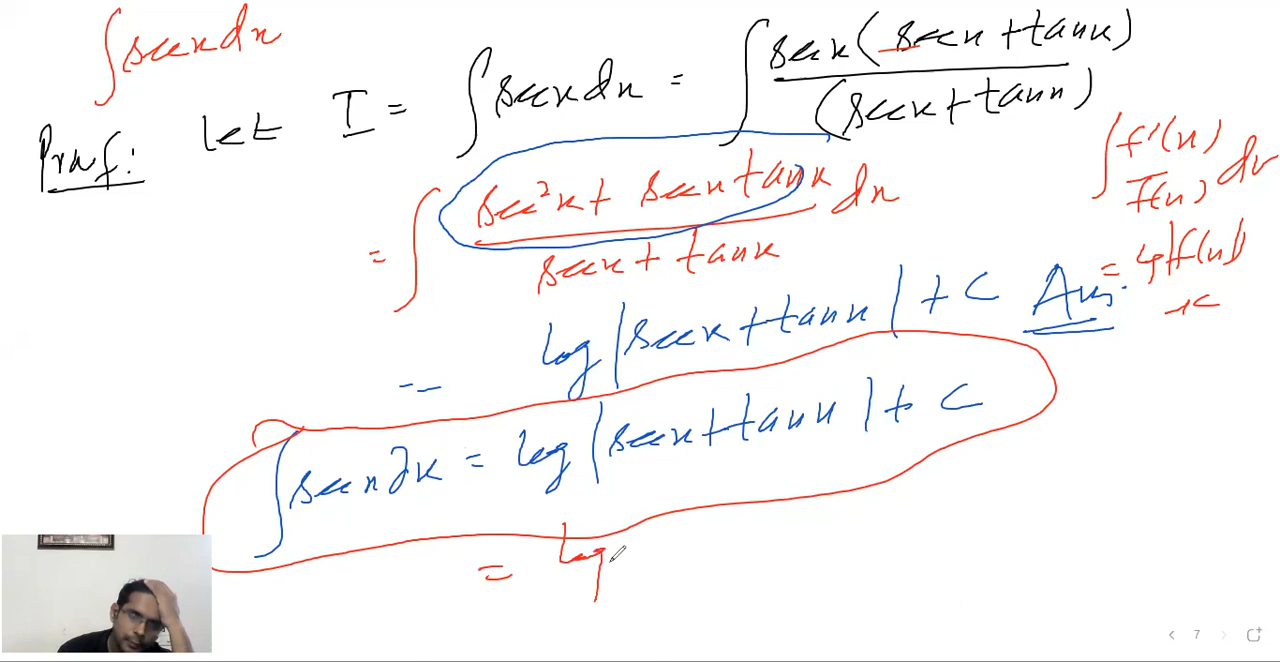 ∫secx dx
Proof: Let I = ∫secx dx = ∫ secx(secx + tanx) / (secx + tanx)
= ∫ (sec²x + secx tanx) / (secx + tanx) dx
∫ f'(x) / f(x) dx
= log|f(x)|
+c
= log|secx + tanx| + C Ans.
∫secx dx = log|secx + tanx| + C
= log
7